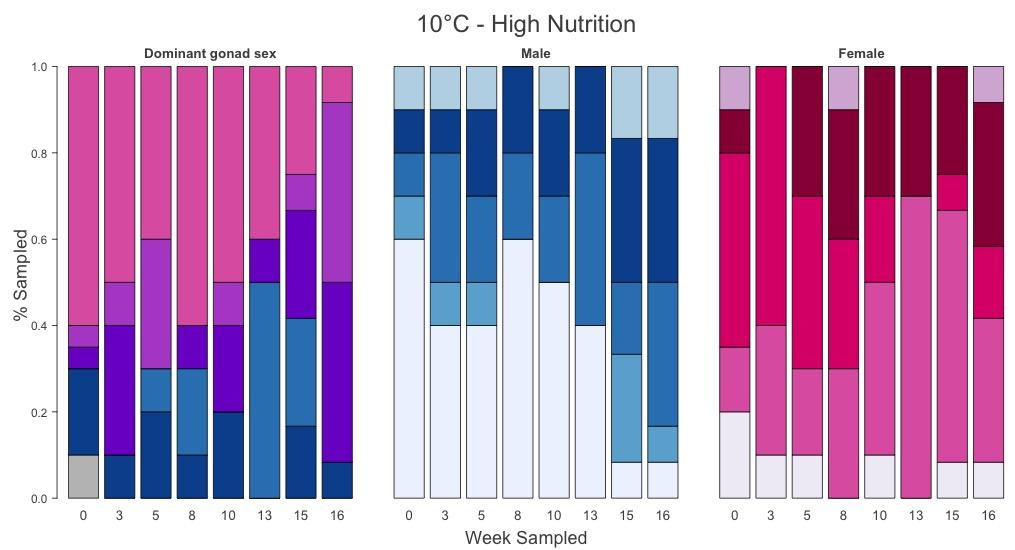 10°C - High Nutrition
Dominant gonad sex
Male
Female
% Sampled
1.0
0.8
0.6
0.4
0.2
0.0
0 3 5 8 10 13 15 16
0 3 5 8 10 13 15 16
0 3 5 8 10 13 15 16
Week Sampled